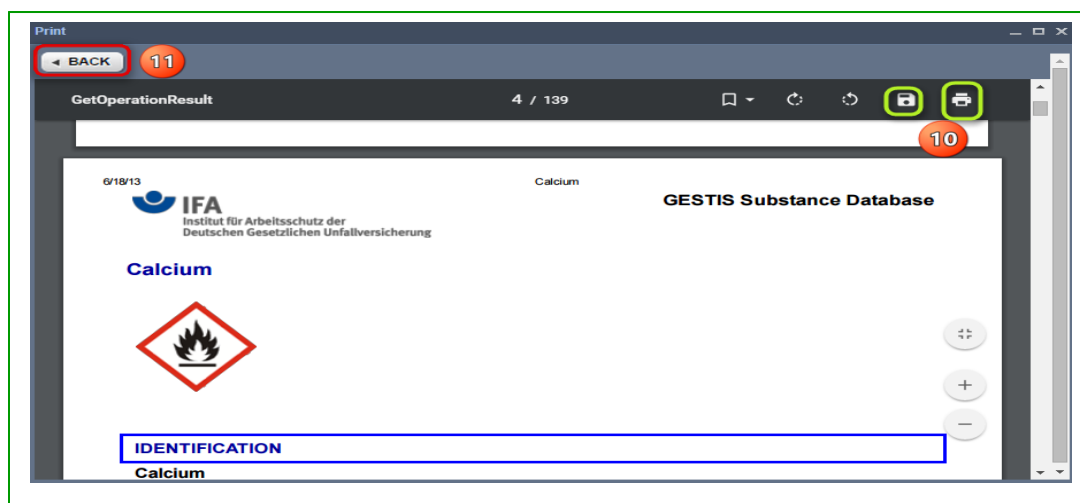 Print
◄ BACK 11
GetOperationResult 4 / 139
10
6/18/13 Calcium
IFA
Institut für Arbeitsschutz der
Deutschen Gesetzlichen Unfallversicherung
GESTIS Substance Database
Calcium
IDENTIFICATION
Calcium